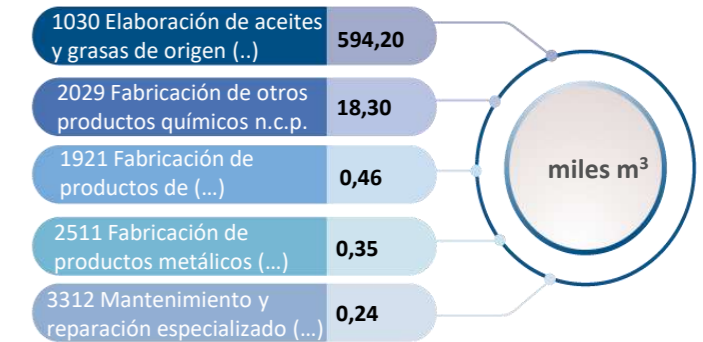 1030 Elaboración de aceites
y grasas de origen (..)
594,20
2029 Fabricación de otros
productos químicos n.c.p.
18,30
1921 Fabricación de
productos de (...)
0,46
2511 Fabricación de
productos metálicos (...)
0,35
3312 Mantenimiento y
reparación especializado (...)
0,24
miles m³